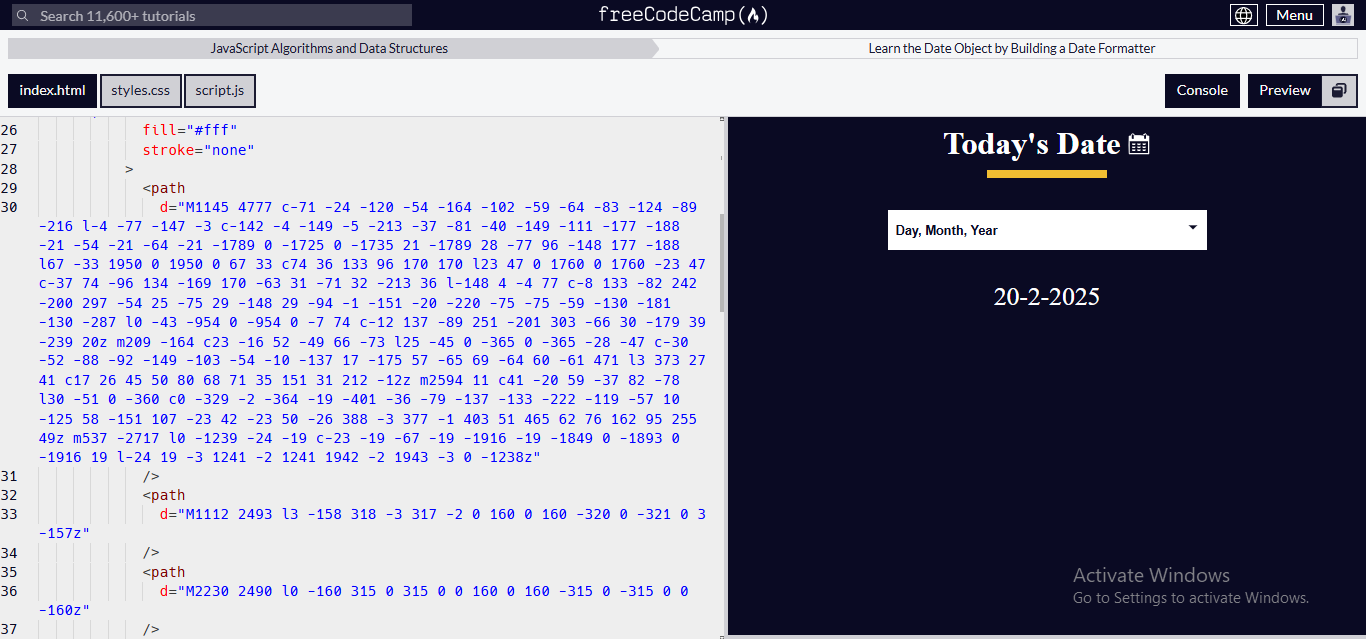 Search 11,600+ tutorials
freeCodeCamp
Menu
JavaScript Algorithms and Data Structures
Learn the Date Object by Building a Date Formatter
index.html
styles.css
script.js
Console
Preview
26 fill="#fff"
27 stroke="none"
28 >
29 <path
30 d="M1145 4777 c-71 -24 -120 -54 -164 -102 -59 -64 -83 -124 -89
-216 l-4 -77 -147 -3 c-142 -4 -149 -5 -213 -37 -81 -40 -149 -111 -177 -188
-21 -54 -21 -64 -21 -1789 0 -1725 0 -1735 21 -1789 28 -77 96 -148 177 -188
l67 -33 1950 0 1950 0 67 33 c74 36 133 96 170 170 l23 47 0 1760 0 1760 -23 47
c-37 74 -96 134 -169 170 -63 31 -71 32 -213 36 l-148 4 -4 77 c-8 133 -82 242
-200 297 -54 25 -75 29 -148 29 -94 -1 -151 -20 -220 -75 -75 -59 -130 -181
-130 -287 l0 -43 -954 0 -954 0 -7 74 c-12 137 -89 251 -201 303 -66 30 -179 39
-239 20z m209 -164 c23 -16 52 -49 66 -73 l25 -45 0 -365 0 -365 -28 -47 c-30
-52 -88 -92 -149 -103 -54 -10 -137 17 -175 57 -65 69 -64 60 -61 471 l3 373 27
41 c17 26 45 50 80 68 71 35 151 31 212 -12z m2594 11 c41 -20 59 -37 82 -78
l30 -51 0 -360 c0 -329 -2 -364 -19 -401 -36 -79 -137 -133 -222 -119 -57 10
-125 58 -151 107 -23 42 -23 50 -26 388 -3 377 -1 403 51 465 62 76 162 95 255
49z m537 -2717 l0 -1239 -24 -19 c-23 -19 -67 -19 -1916 -19 -1849 0 -1893 0
-1916 19 l-24 19 -3 1241 -2 1241 1942 -2 1943 -3 0 -1238z"
31 />
32 <path
33 d="M1112 2493 l3 -158 318 -3 317 -2 0 160 0 160 -320 0 -321 0 3
-157z"
34 />
35 <path
36 d="M2230 2490 l0 -160 315 0 315 0 0 160 0 160 -315 0 -315 0 0
-160z"
37 />
Today's Date
Day, Month, Year
20-2-2025
Activate Windows
Go to Settings to activate Windows.